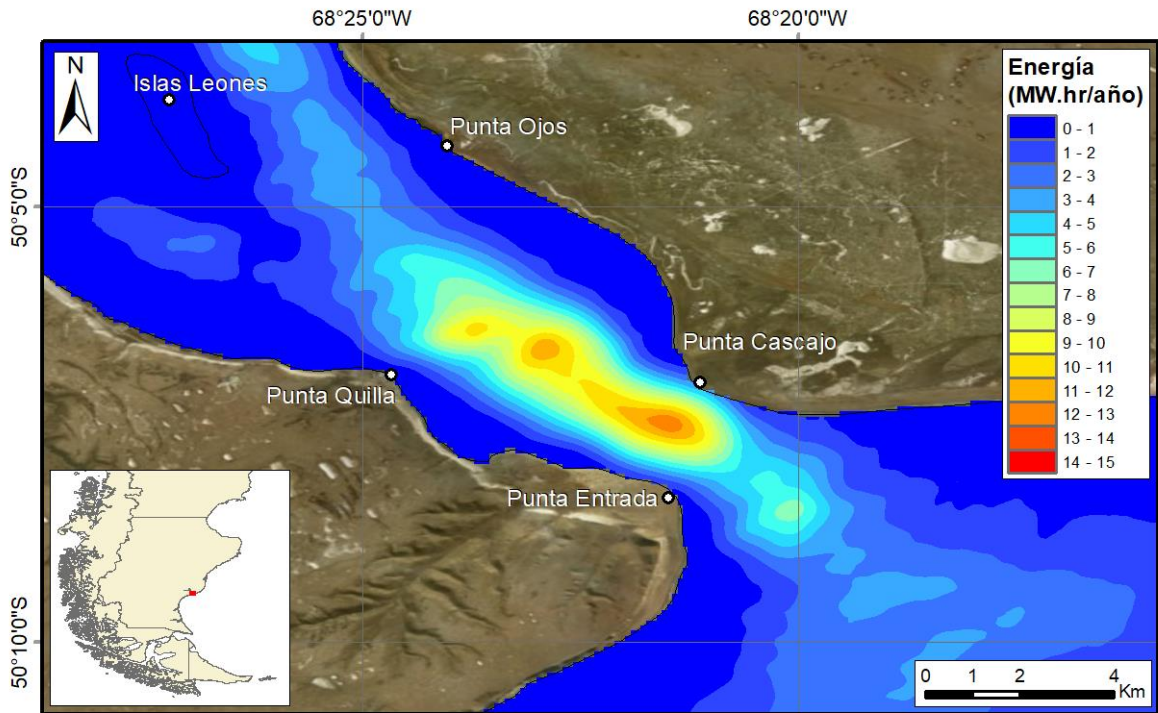 68°25'0"W
68°20'0"W
N
Islas Leones
Punta Ojos
Energía
(MW.hr/año)
0 - 1
1 - 2
2 - 3
3 - 4
4 - 5
5 - 6
6 - 7
7 - 8
8 - 9
9 - 10
10 - 11
11 - 12
12 - 13
13 - 14
14 - 15
50°5'0"S
Punta Cascajo
Punta Quilla
Punta Entrada
50°10'0"S
0 1 2 4
Km